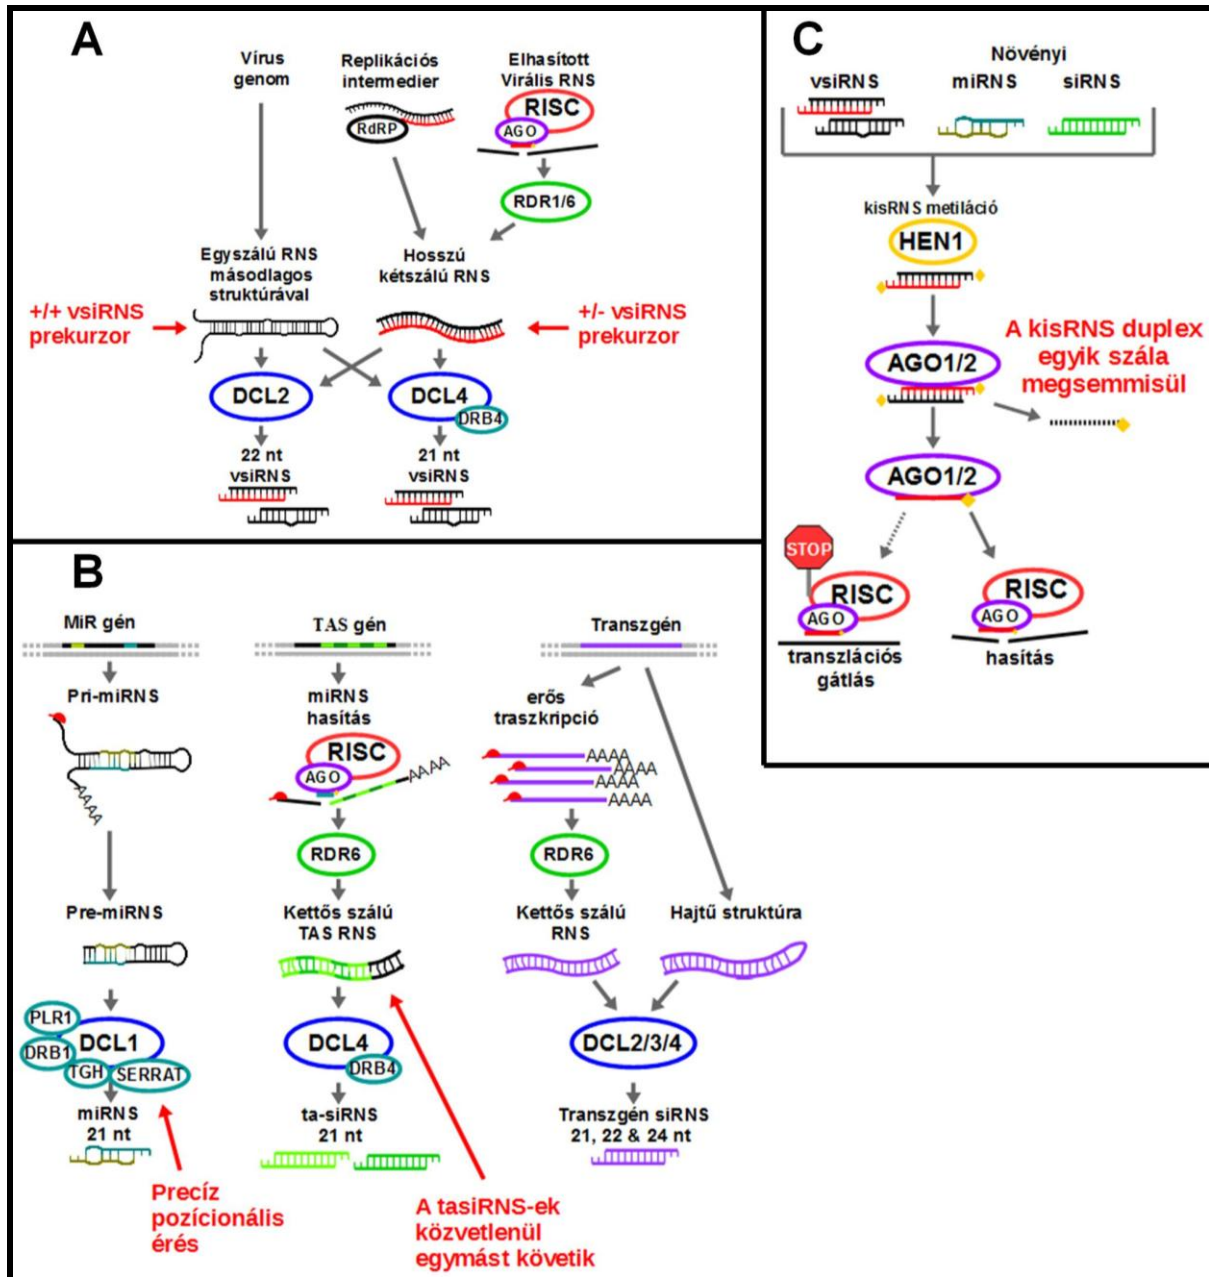 A
Vírus
genom
Replikációs
intermedier
RdRP
Elhasított
Virális RNS
RISC
AGO
RDR1/6
Egyszálú RNS
másodlagos
struktúrával
Hosszú
kétszálú RNS
+/+ vsiRNS
prekurzor
+/- vsiRNS
prekurzor
DCL2
DCL4
DRB4
22 nt
vsiRNS
21 nt
vsiRNS
B
MiR gén
Pri-miRNS
AAAA
Pre-miRNS
PLR1
DRB1
DCL1
TGH
SERRAT
miRNS
21 nt
Precíz
pozícionális
érés
TAS gén
miRNS
hasítás
RISC
AGO
AAAA
RDR6
Kettős szálú
TAS RNS
DCL4
DRB4
ta-siRNS
21 nt
A tasiRNS-ek
közvetlenül
egymást követik
Transzgén
erős
traszkripció
AAAA
AAAA
AAAA
AAAA
RDR6
Kettős szálú
RNS
Hajtű struktúra
DCL2/3/4
Transzgén siRNS
21, 22 & 24 nt
C
Növényi
vsiRNS
miRNS
siRNS
kisRNS metiláció
HEN1
AGO1/2
A kisRNS duplex
egyik szála
megsemmisül
AGO1/2
STOP
RISC
AGO
transzlációs
gátlás
RISC
AGO
hasítás